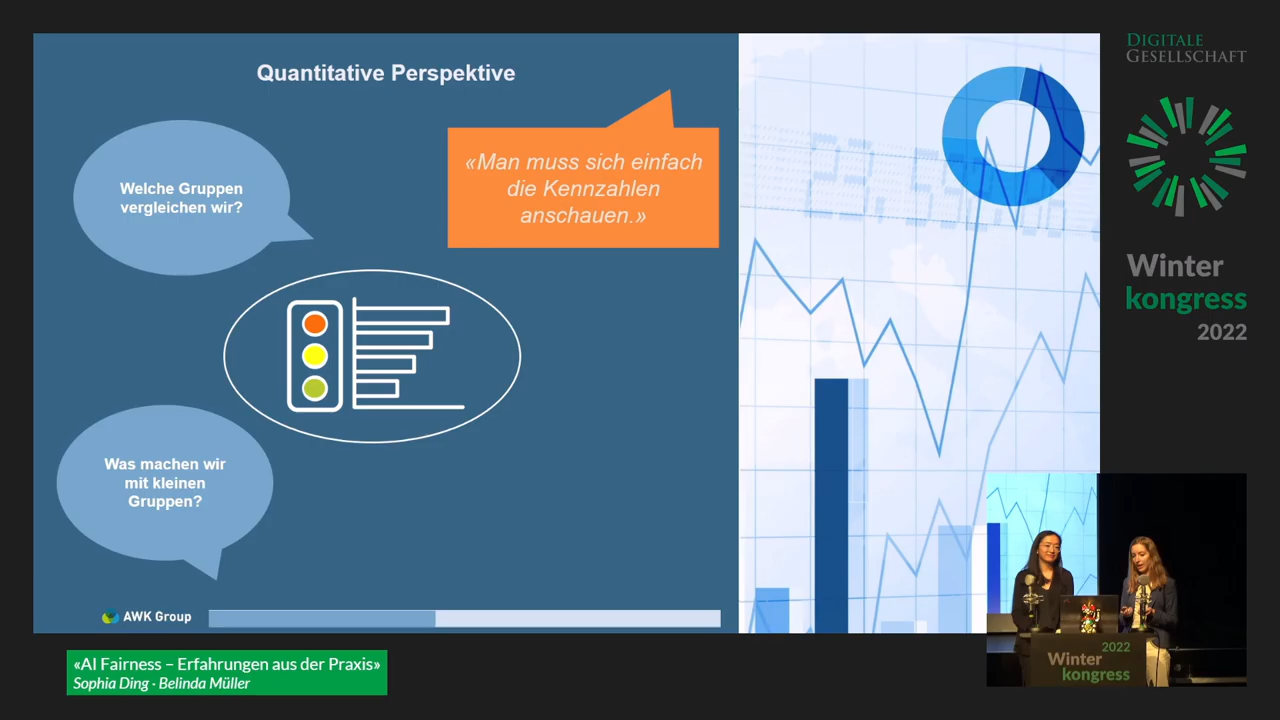 Quantitative Perspektive
Welche Gruppen
vergleichen wir?
«Man muss sich einfach
die Kennzahlen
anschauen.»
Was machen wir
mit kleinen
Gruppen?
AWK Group
DIGITALE
GESELLSCHAFT
Winter
kongress
2022
2022
Winter
kongress
«AI Fairness – Erfahrungen aus der Praxis»
Sophia Ding · Belinda Müller